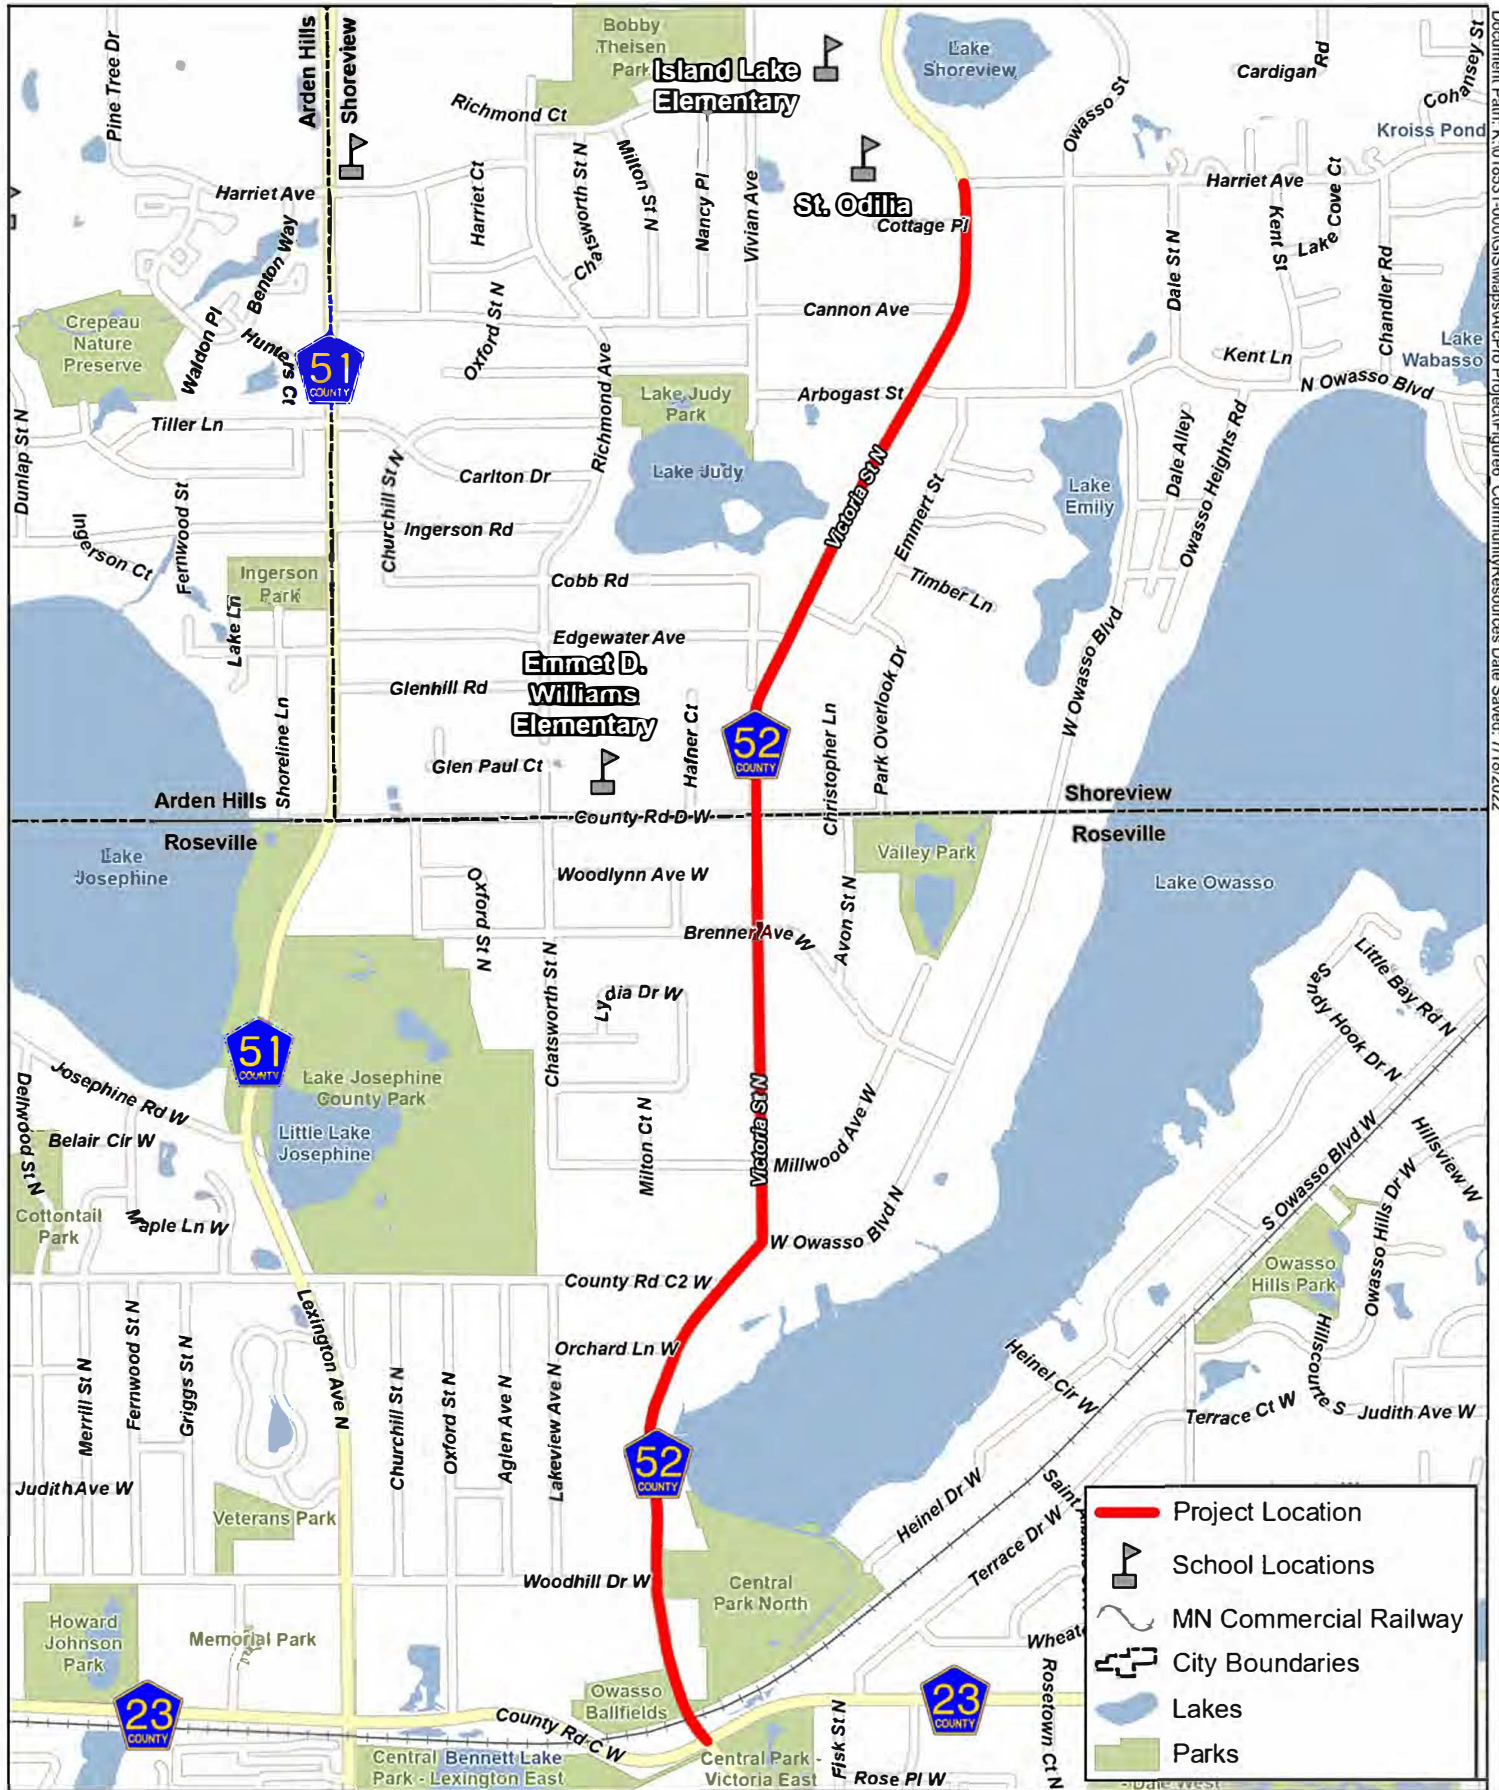 Bobby
Theisen
Park
Island Lake
Elementary
Lake
Shoreview
Cardigan Rd
Cohansey St
Kroiss Pond
Pine Tree Dr
Arden Hills
Shoreview
Richmond Ct
Owasso St
Harriet Ave
Harriet Ct
Chatsworth St N
Milton St N
Nancy Pl
Vivian Ave
St. Odilia
Cottage Pl
Harriet Ave
Kent St
Lake Cove Ct
Dale St N
Chandler Rd
Benton Way
Waldon Pl
Hunters Ct
Crepeau
Nature
Preserve
51
COUNTY
Oxford St N
Richmond Ave
Cannon Ave
Kent Ln
Lake
Wabasso
N Owasso Blvd
Arbogast St
Lake Judy
Park
Lake Judy
Tiller Ln
Dunlap St N
Carlton Dr
Churchill St N
Ingerson Rd
Fernwood St
Ingerson Ct
Ingerson
Park
Victoria St N
Emmert St
Timber Ln
Lake
Emily
Dale Alley
Owasso Heights Rd
W Owasso Blvd
Cobb Rd
Edgewater Ave
Emmet D.
Williams
Elementary
Glenhill Rd
Lake Ln
Shoreline Ln
Glen Paul Ct
Hafner Ct
52
COUNTY
Christopher Ln
Park Overlook Dr
Arden Hills
Roseville
County Rd D W
Shoreview
Roseville
Lake
Josephine
Valley Park
Lake Owasso
Woodlynn Ave W
Oxford St N
Brenner Ave W
Avon St N
Chatsworth St N
Lydia Dr W
Sandy Hook Dr N
Little Bay Rd N
51
COUNTY
Lake Josephine
County Park
Little Lake
Josephine
Josephine Rd W
Dellwood St N
Belair Cir W
Cottontail
Park
Maple Ln W
Milton Ct N
Victoria St N
Millwood Ave W
W Owasso Blvd N
S Owasso Blvd W
Hillsview W
Owasso Hills Dr W
Owasso
Hills Park
County Rd C2 W
Orchard Ln W
Lexington Ave N
Merrill St N
Fernwood St N
Griggs St N
Churchill St N
Oxford St N
Aglen Ave N
Lakeview Ave N
Heinel Cir W
Hillscourte S
Terrace Ct W
Judith Ave W
Judith Ave W
52
COUNTY
Veterans Park
Heinel Dr W
Saint
Terrace Dr W
Woodhill Dr W
Central
Park North
Howard
Johnson
Park
Memorial Park
Owasso
Ballfields
23
COUNTY
County Rd C W
Central
Park - Lexington East
Bennett Lake
Central Park -
Victoria East
Fisk St N
Rose Pl W
23
COUNTY
Rosetown Ct N
- Dale West
Project Location
School Locations
MN Commercial Railway
City Boundaries
Lakes
Parks